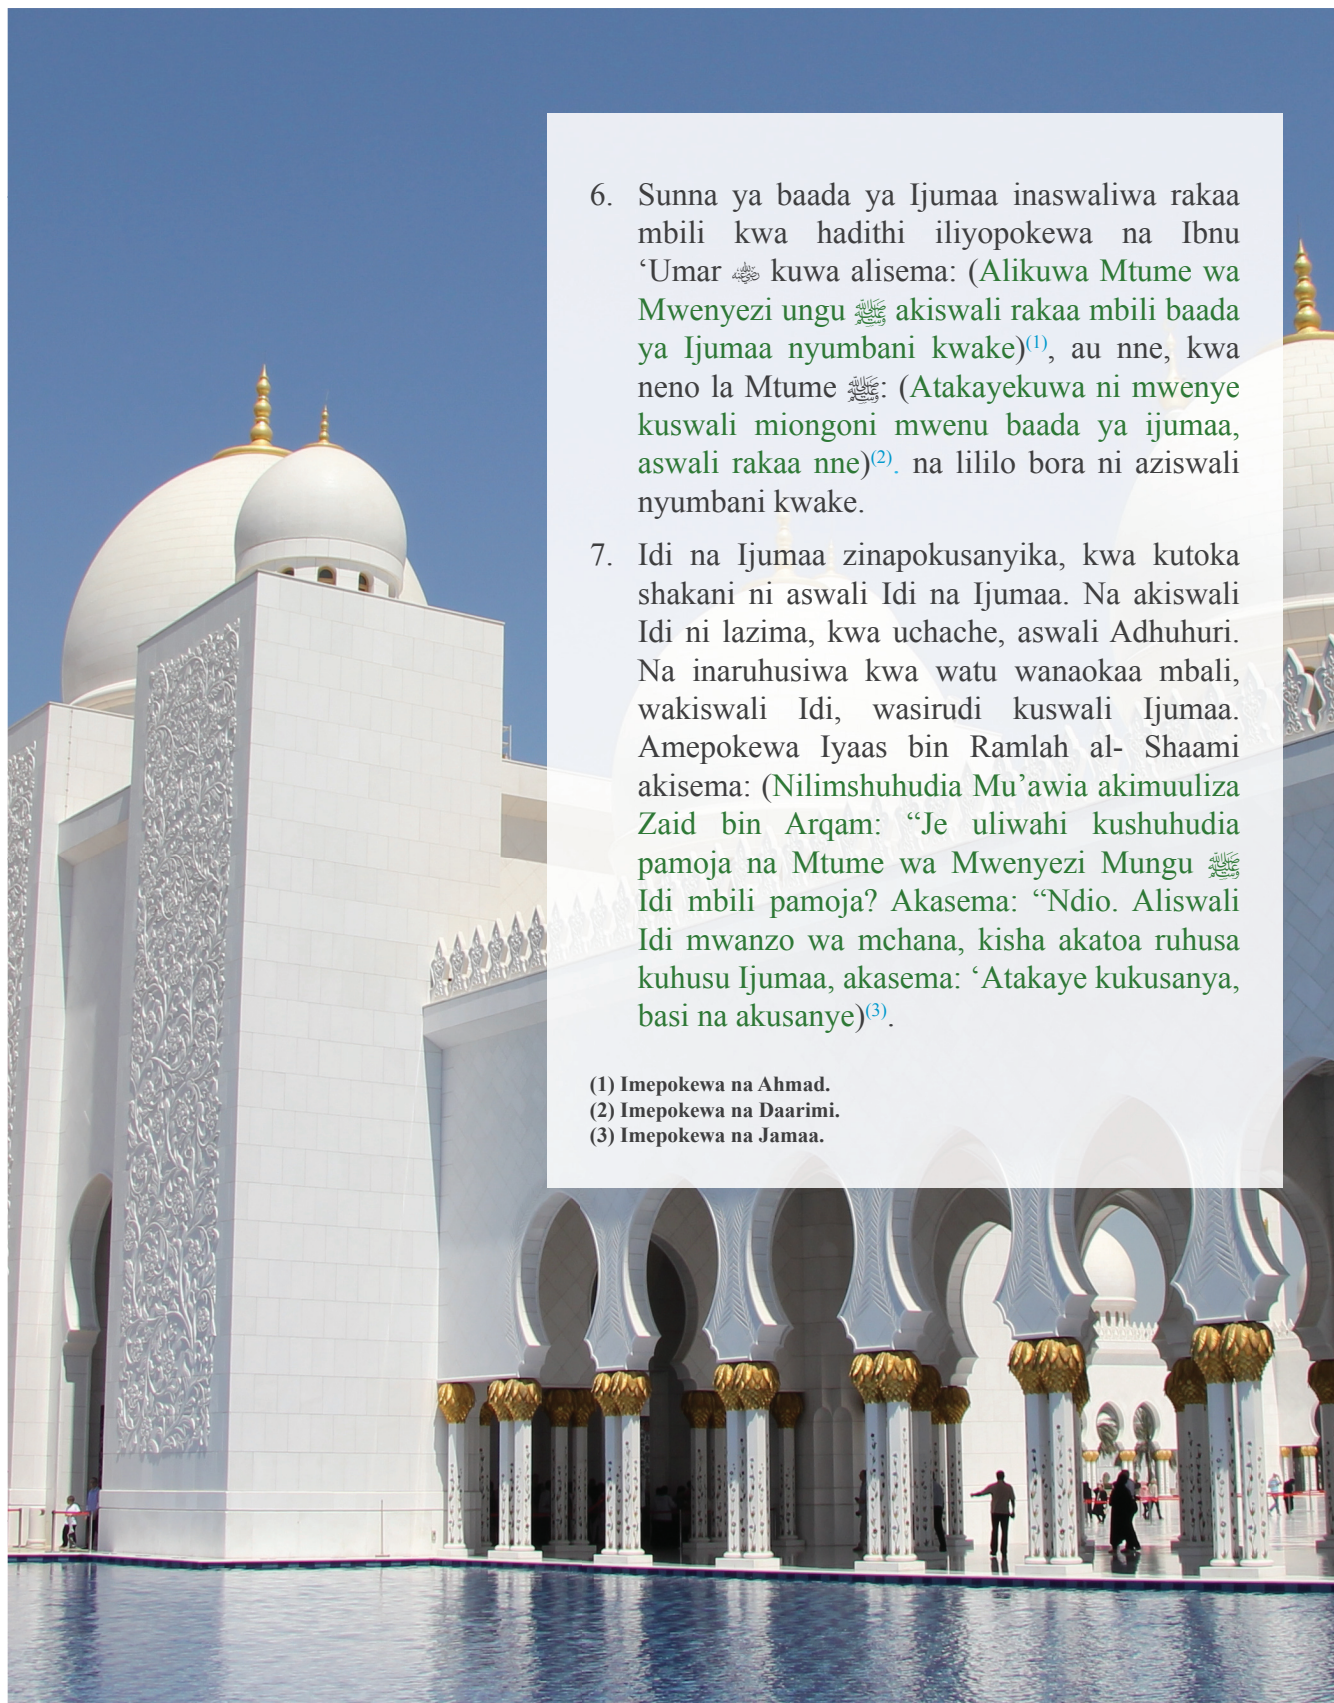 6. Sunna ya baada ya Ijumaa inaswaliwa rakaa
mbili kwa hadithi iliyopokewa na Ibnu
‘Umar رضي الله عنه kuwa alisema: (Alikuwa Mtume wa
Mwenyezi ungu ﷺ akiswali rakaa mbili baada
ya Ijumaa nyumbani kwake)(1), au nne, kwa
neno la Mtume ﷺ: (Atakayekuwa ni mwenye
kuswali miongoni mwenu baada ya ijumaa,
aswali rakaa nne)(2). na lililo bora ni aziswali
nyumbani kwake.
7. Idi na Ijumaa zinapokusanyika, kwa kutoka
shakani ni aswali Idi na Ijumaa. Na akiswali
Idi ni lazima, kwa uchache, aswali Adhuhuri.
Na inaruhusiwa kwa watu wanaokaa mbali,
wakiswali Idi, wasirudi kuswali Ijumaa.
Amepokewa Iyaas bin Ramlah al- Shaami
akisema: (Nilimshuhudia Mu’awia akimuuliza
Zaid bin Arqam: “Je uliwahi kushuhudia
pamoja na Mtume wa Mwenyezi Mungu ﷺ
Idi mbili pamoja? Akasema: “Ndio. Aliswali
Idi mwanzo wa mchana, kisha akatoa ruhusa
kuhusu Ijumaa, akasema: ‘Atakaye kukusanya,
basi na akusanye)(3).
(1) Imepokewa na Ahmad.
(2) Imepokewa na Daarimi.
(3) Imepokewa na Jamaa.